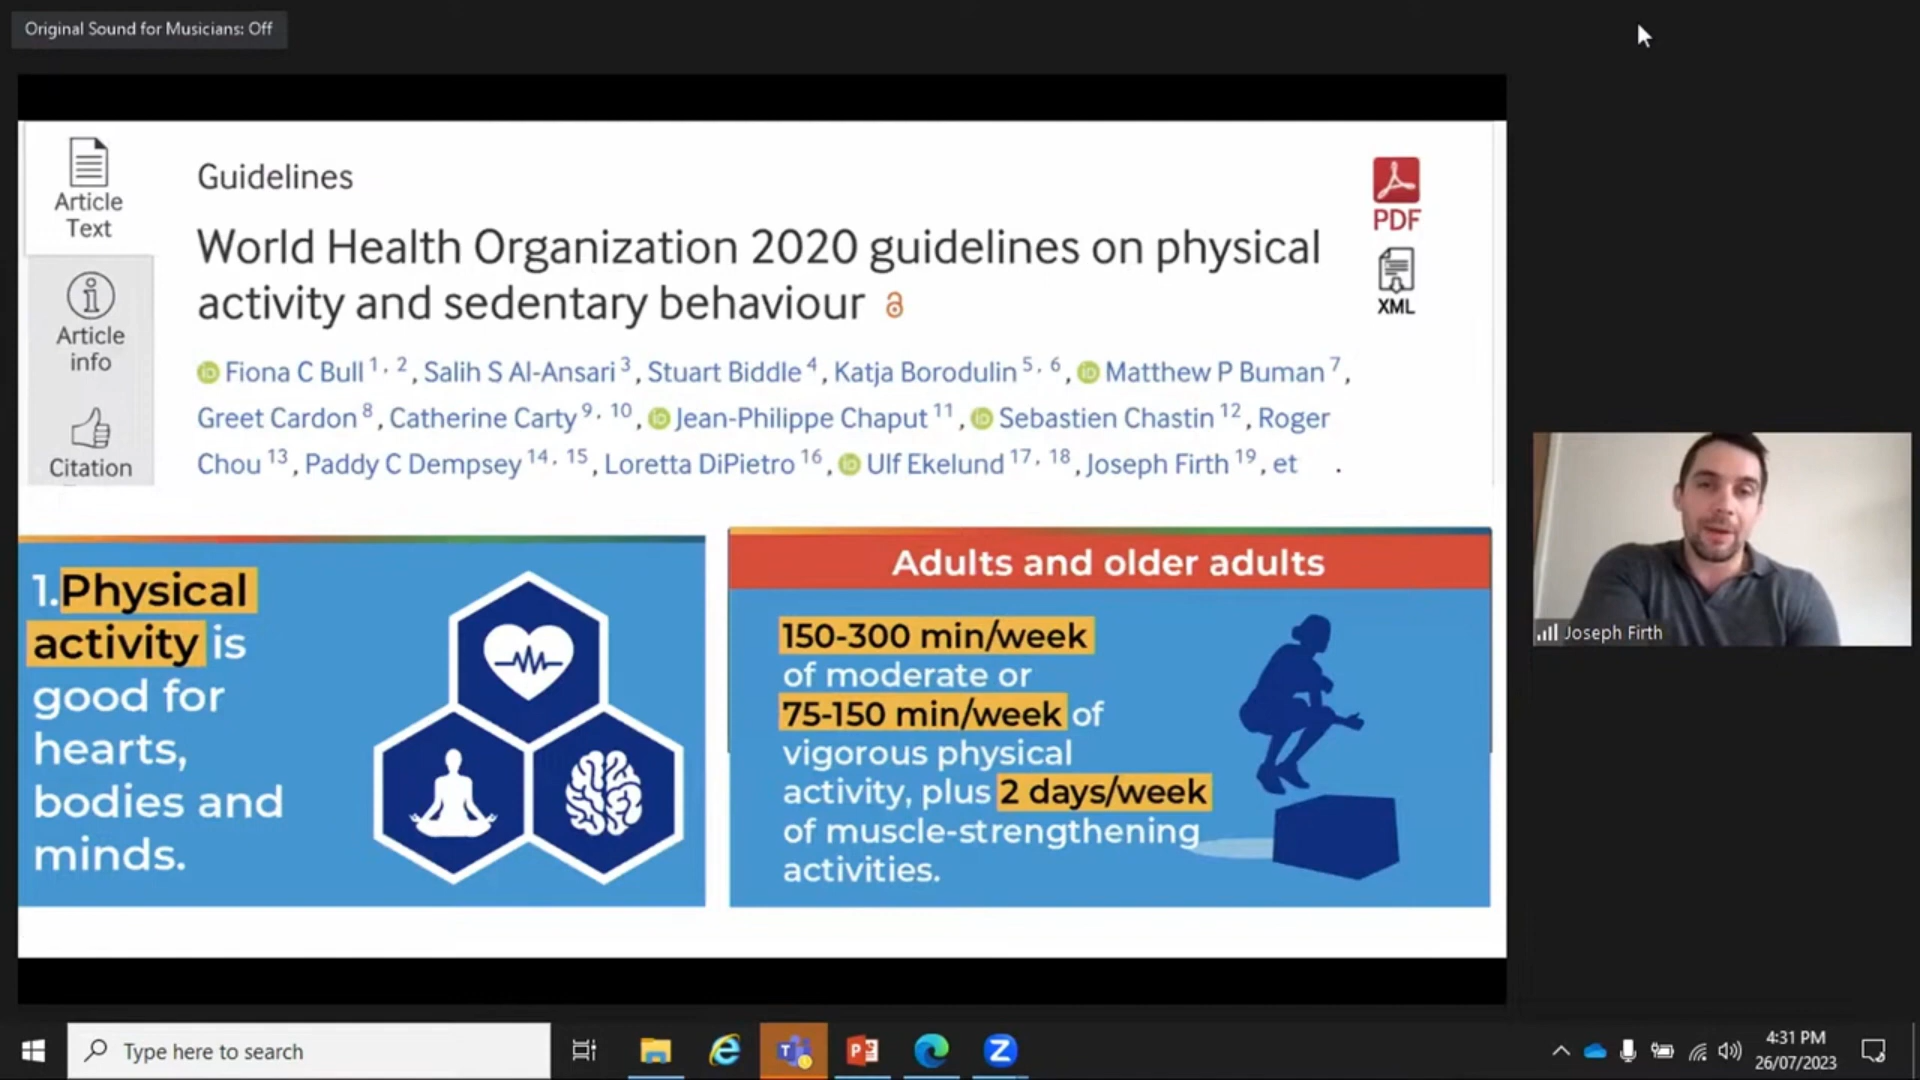 Original Sound for Musicians: Off
Article
Text
Article
info
Citation
Guidelines
World Health Organization 2020 guidelines on physical
activity and sedentary behaviour
PDF
XML
Fiona C Bull 1, 2, Salih S Al-Ansari 3, Stuart Biddle 4, Katja Borodulin 5, 6, iD Matthew P Buman 7,
Greet Cardon 8, Catherine Carty 9, 10, iD Jean-Philippe Chaput 11, iD Sebastien Chastin 12, Roger
Chou 13, Paddy C Dempsey 14, 15, Loretta DiPietro 16, iD Ulf Ekelund 17, 18, Joseph Firth 19, et .
1.Physical
activity is
good for
hearts,
bodies and
minds.
Adults and older adults
150-300 min/week
of moderate or
75-150 min/week of
vigorous physical
activity, plus 2 days/week
of muscle-strengthening
activities.
Joseph Firth
Type here to search
4:31 PM
26/07/2023